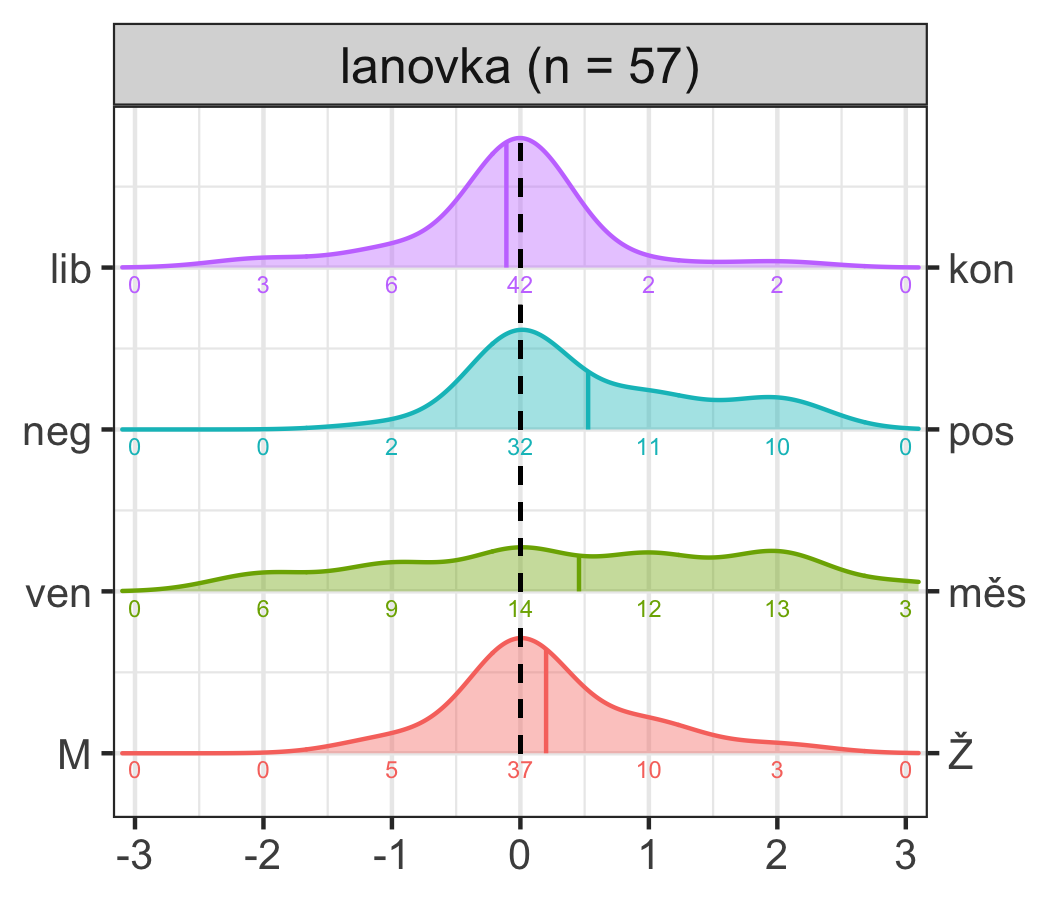 lanovka (n = 57)
lib kon
0 3 6 42 2 2 0
neg pos
0 0 2 32 11 10 0
ven měs
0 6 9 14 12 13 3
M Ž
0 0 5 37 10 3 0
-3 -2 -1 0 1 2 3